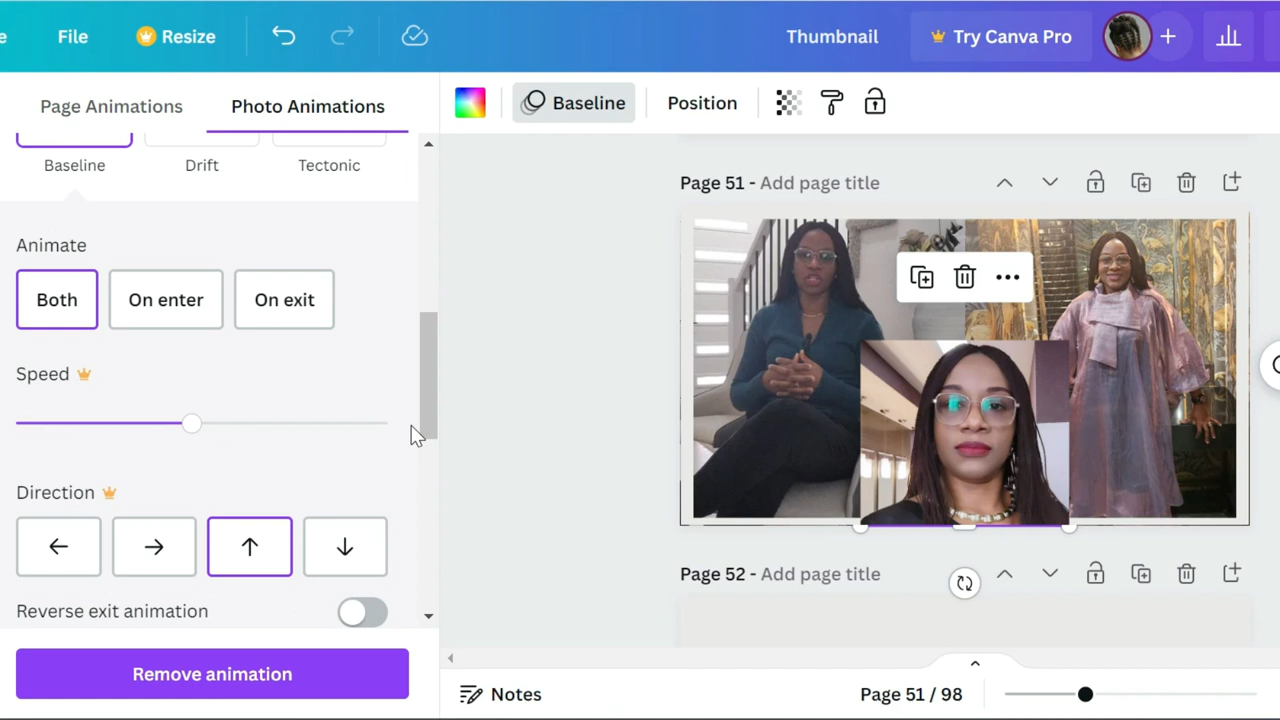 e File Resize Thumbnail Try Canva Pro
Page Animations Photo Animations Baseline Position
Baseline Drift Tectonic
Page 51 - Add page title
Animate
Both On enter On exit
Speed
Direction
Page 52 - Add page title
Reverse exit animation
Remove animation
Notes Page 51 / 98